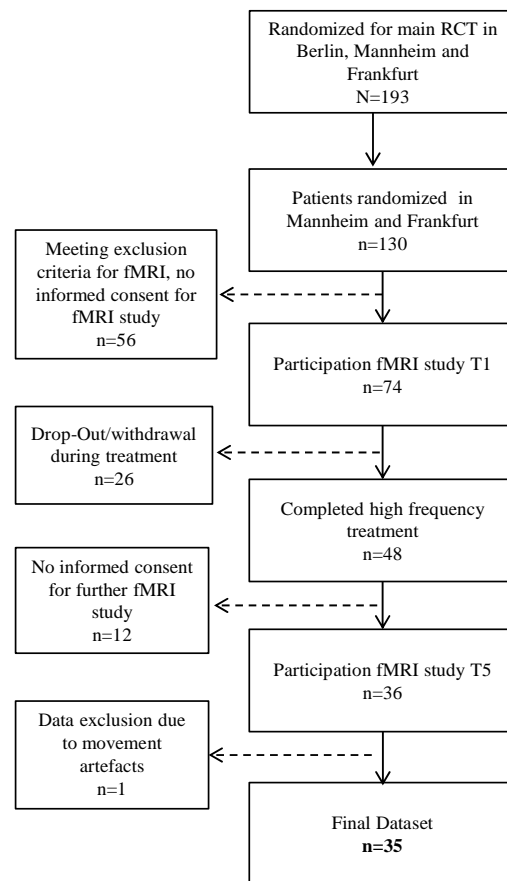 Randomized for main RCT in
Berlin, Mannheim and
Frankfurt
N=193
Patients randomized in
Mannheim and Frankfurt
n=130
Meeting exclusion
criteria for fMRI, no
informed consent for
fMRI study
n=56
Participation fMRI study T1
n=74
Drop-Out/withdrawal
during treatment
n=26
Completed high frequency
treatment
n=48
No informed consent
for further fMRI
study
n=12
Participation fMRI study T5
n=36
Data exclusion due
to movement
artefacts
n=1
Final Dataset
n=35